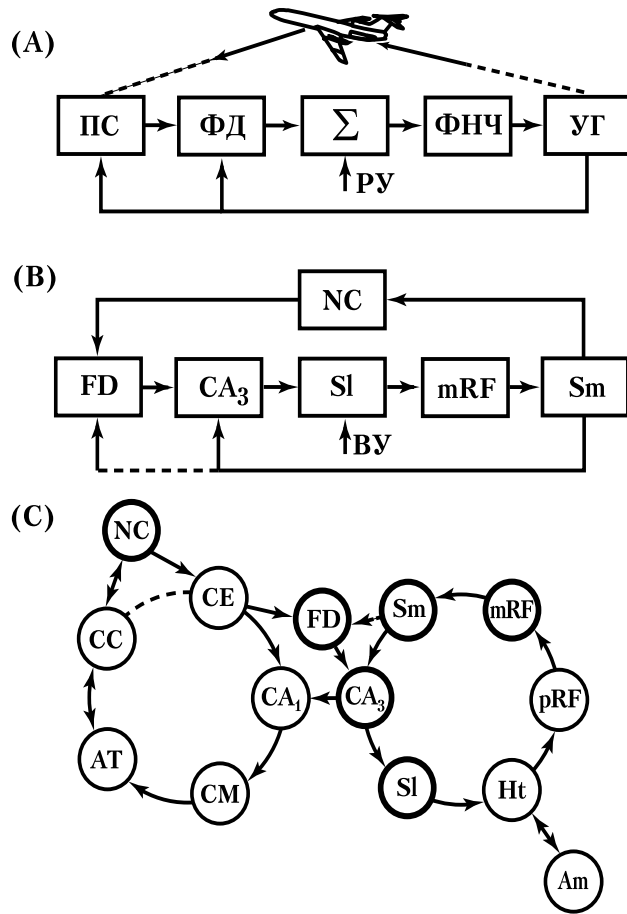 (A)
ПС ФД Σ ФНЧ УГ
РУ
(B)
NC
FD CA3 Sl mRF Sm
ВУ
(C)
NC
CE
FD Sm mRF
CC
CA1 CA3 pRF
AT
CM Sl Ht
Am